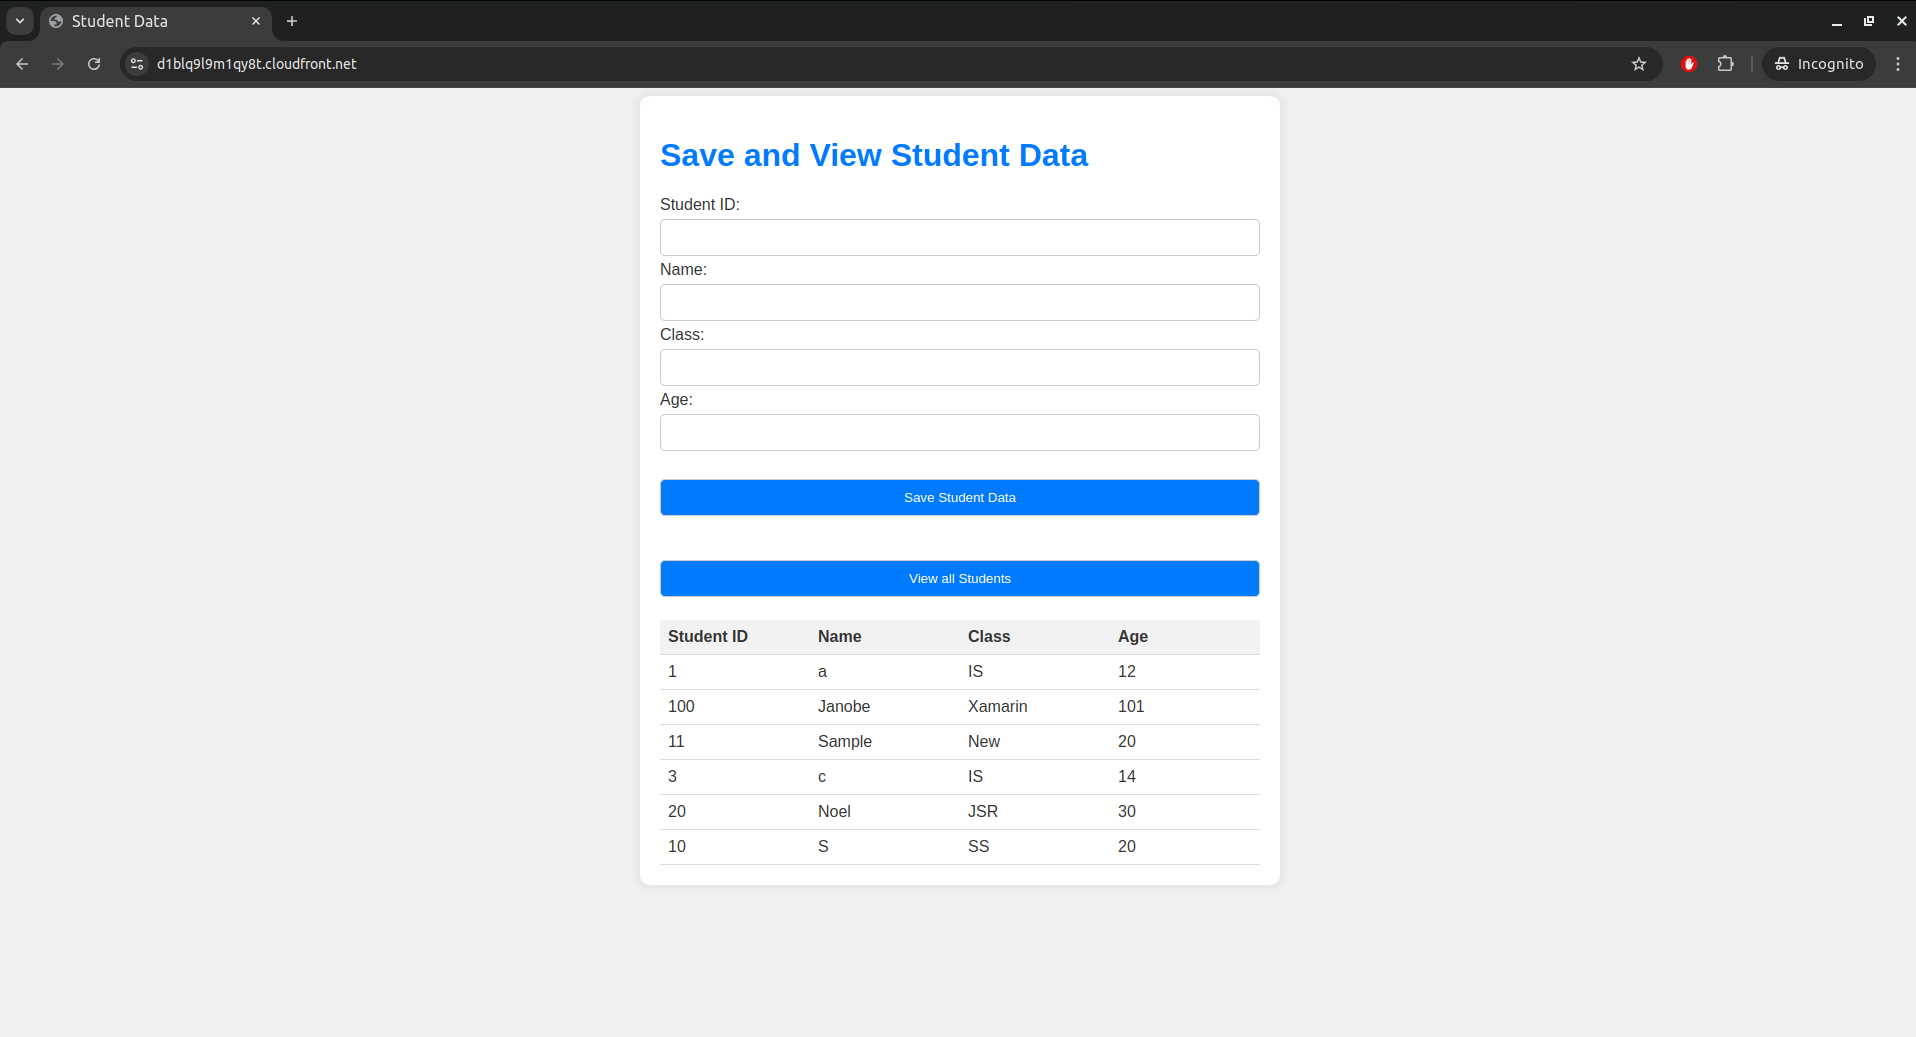 Student Data
d1blq9l9m1qy8t.cloudfront.net
Incognito
Save and View Student Data
Student ID:
Name:
Class:
Age:
Save Student Data
View all Students
Student ID Name Class Age
1 a IS 12
100 Janobe Xamarin 101
11 Sample New 20
3 c IS 14
20 Noel JSR 30
10 S SS 20